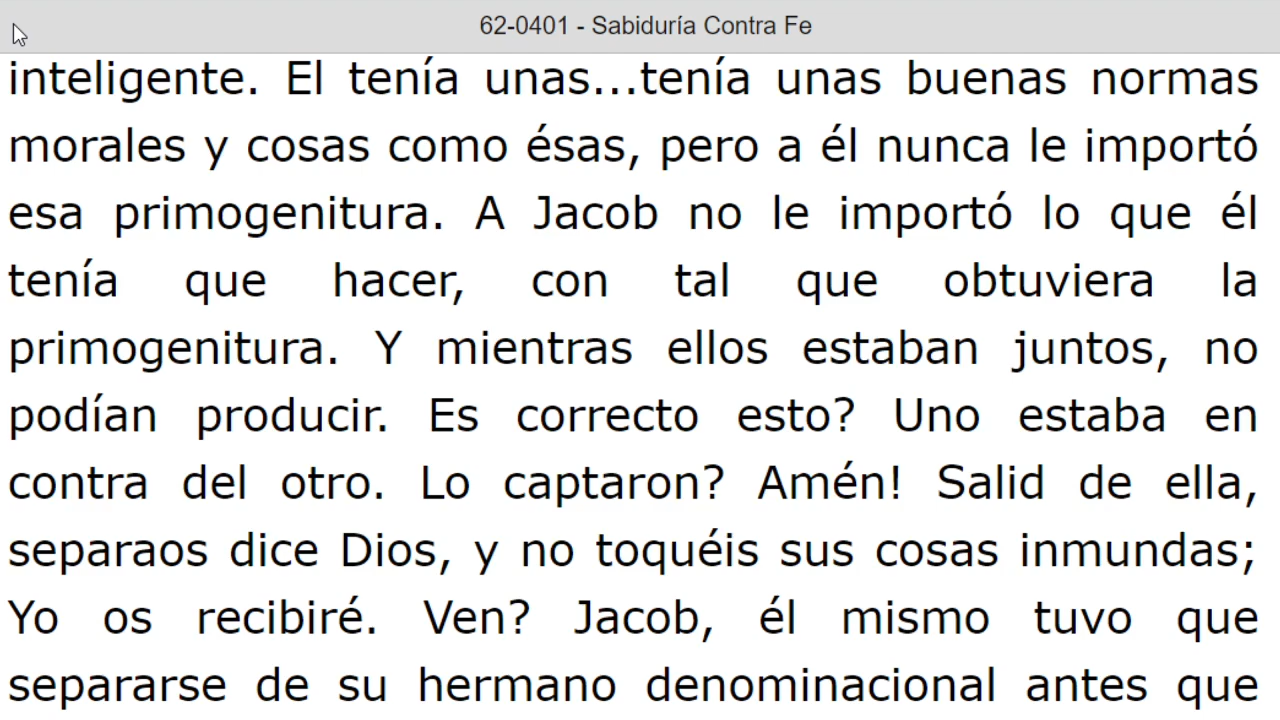 62-0401 - Sabiduría Contra Fe
inteligente. El tenía unas...tenía unas buenas normas
morales y cosas como ésas, pero a él nunca le importó
esa primogenitura. A Jacob no le importó lo que él
tenía que hacer, con tal que obtuviera la
primogenitura. Y mientras ellos estaban juntos, no
podían producir. Es correcto esto? Uno estaba en
contra del otro. Lo captaron? Amén! Salid de ella,
separaos dice Dios, y no toquéis sus cosas inmundas;
Yo os recibiré. Ven? Jacob, él mismo tuvo que
separarse de su hermano denominacional antes que